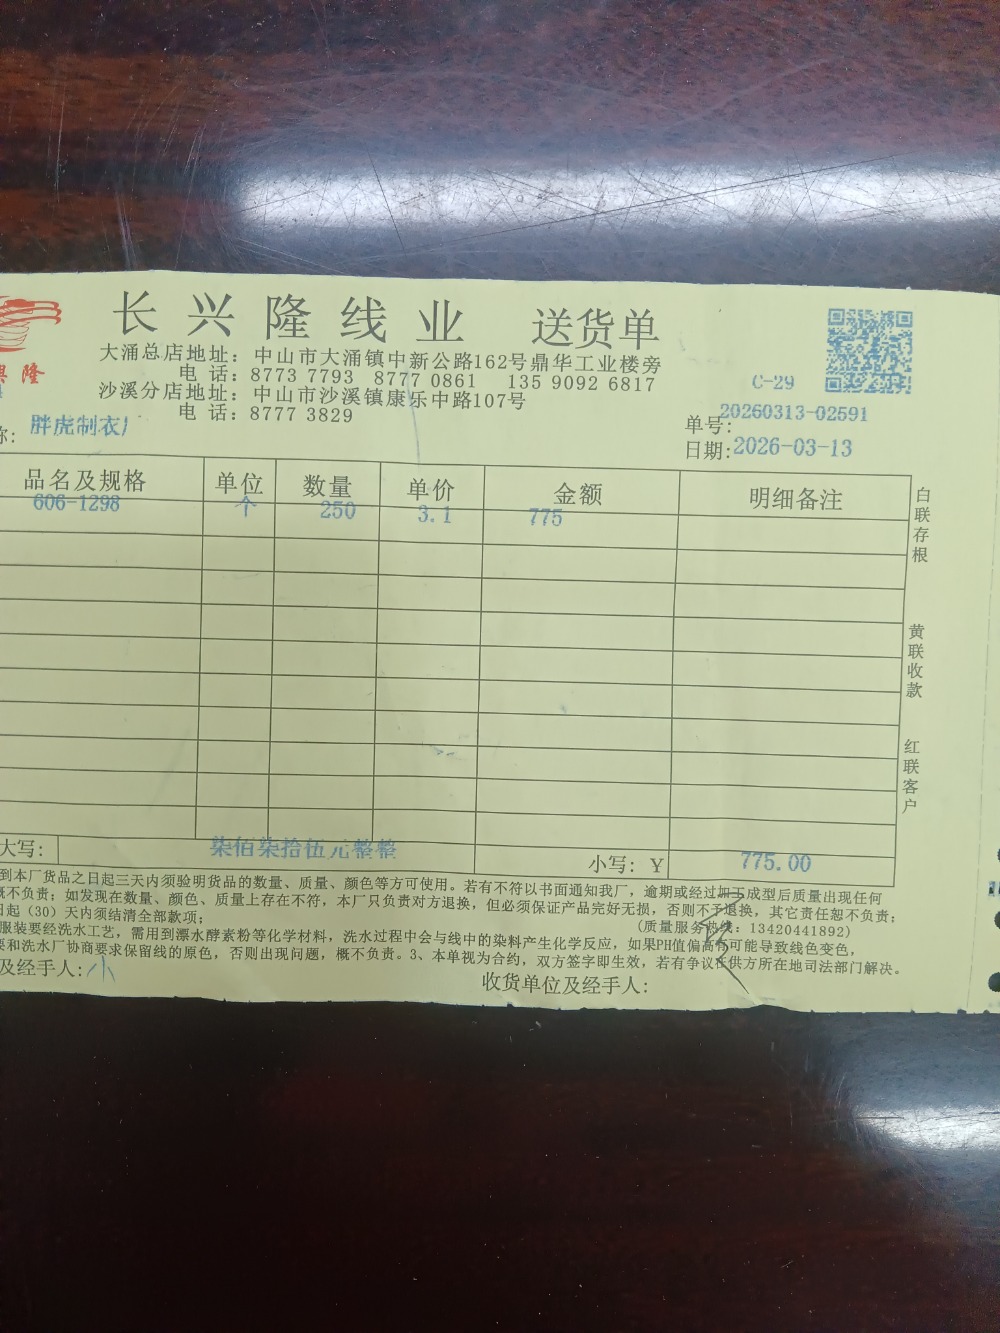 长兴隆线业 送货单
大涌总店地址：中山市大涌镇中新公路162号鼎华工业楼旁
电 话：8773 7793 8777 0861 135 9092 6817
沙溪分店地址：中山市沙溪镇康乐中路107号
电 话：8777 3829
興隆
C-29
单号：20260313-02591
日期：2026-03-13
称：胖虎制衣厂
品名及规格 单位 数量 单价 金额 明细备注
606-1298 个 250 3.1 775
白联存根
黄联收款
红联客户
大写： 柒佰柒拾伍元整整 小写：Y 775.00
到本厂货品之日起三天内须验明货品的数量、质量、颜色等方可使用。若有不符以书面通知我厂，逾期或经过加工成型后质量出现任何
概不负责；如发现在数量、颜色、质量上存在不符，本厂只负责对方退换，但必须保证产品完好无损，否则不予退换，其它责任恕不负责；
日起（30）天内须结清全部款项； (质量服务热线：13420441892)
服装要经洗水工艺，需用到漂水酵素粉等化学材料，洗水过程中会与线中的染料产生化学反应，如果PH值偏高有可能导致线色变色，
要和洗水厂协商要求保留线的原色，否则出现问题，概不负责。3、本单视为合约，双方签字即生效，若有争议在供方所在地司法部门解决。
及经手人：小
收货单位及经手人：